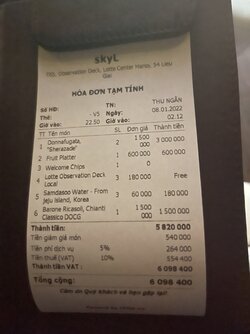 skyL
TRD, Observation Deck, Lotte Center Hanoi, 54 Lieu
Giai
HÓA ĐƠN TẠM TÍNH
Số HĐ: TN: THU NGÂN
Thẻ: - V5 Ngày: 08.01.2022
Giờ vào: 22.50 Giờ vào: 02.12
TT Tên món SL Đơn giá Thành tiền
1 Donnafugata, "Sherazade" 2 1 500 000 3 000 000
2 Fruit Platter 1 600 000 600 000
3 Welcome Chips 1 0
4 Lotte Observation Deck Local 3 180 000 Free
5 Samdasoo Water - From Jeju Island, Korea 3 60 000 180 000
6 Barone Ricasoli, Chianti Classico DOCG 1 1 500 000 1 500 000
Thành tiền: 5 820 000
Tiền giảm giá món 540 000
Tiền phí dịch vụ 5% 264 000
Tiền thuế (VAT) 10% 554 400
Thành tiền VAT : 6 098 400
Tổng cộng: 6 098 400
Cảm ơn Quý khách và hẹn gặp lại!